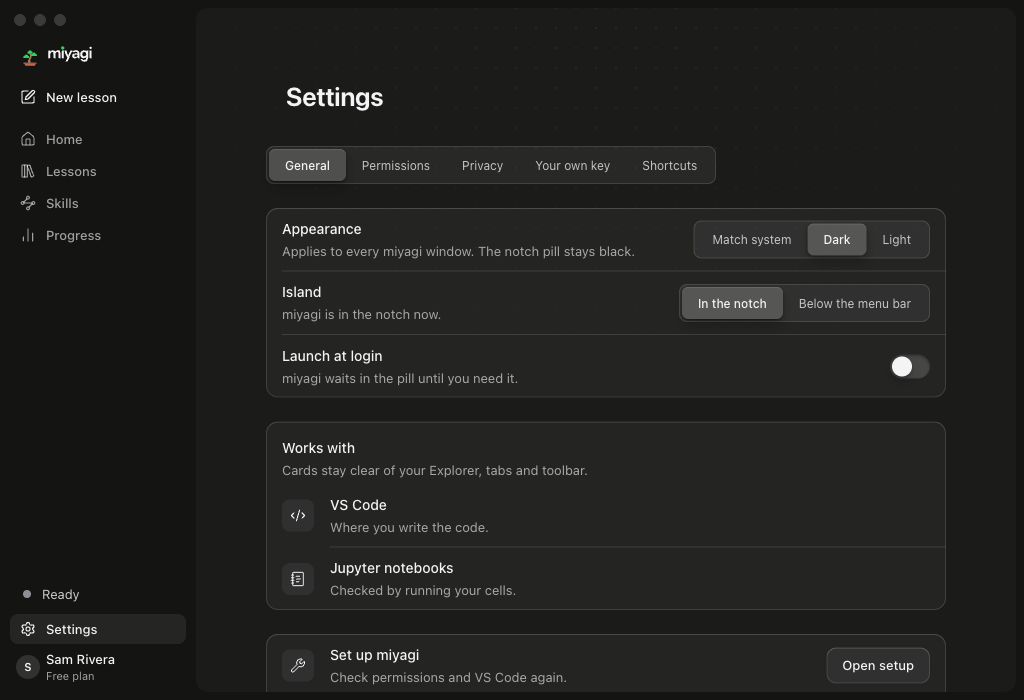 miyagi
New lesson
Home
Lessons
Skills
Progress
Ready
Settings
S
Sam Rivera
Free plan
Settings
General
Permissions
Privacy
Your own key
Shortcuts
Appearance
Applies to every miyagi window. The notch pill stays black.
Match system
Dark
Light
Island
miyagi is in the notch now.
In the notch
Below the menu bar
Launch at login
miyagi waits in the pill until you need it.
Works with
Cards stay clear of your Explorer, tabs and toolbar.
VS Code
Where you write the code.
Jupyter notebooks
Checked by running your cells.
Set up miyagi
Check permissions and VS Code again.
Open setup